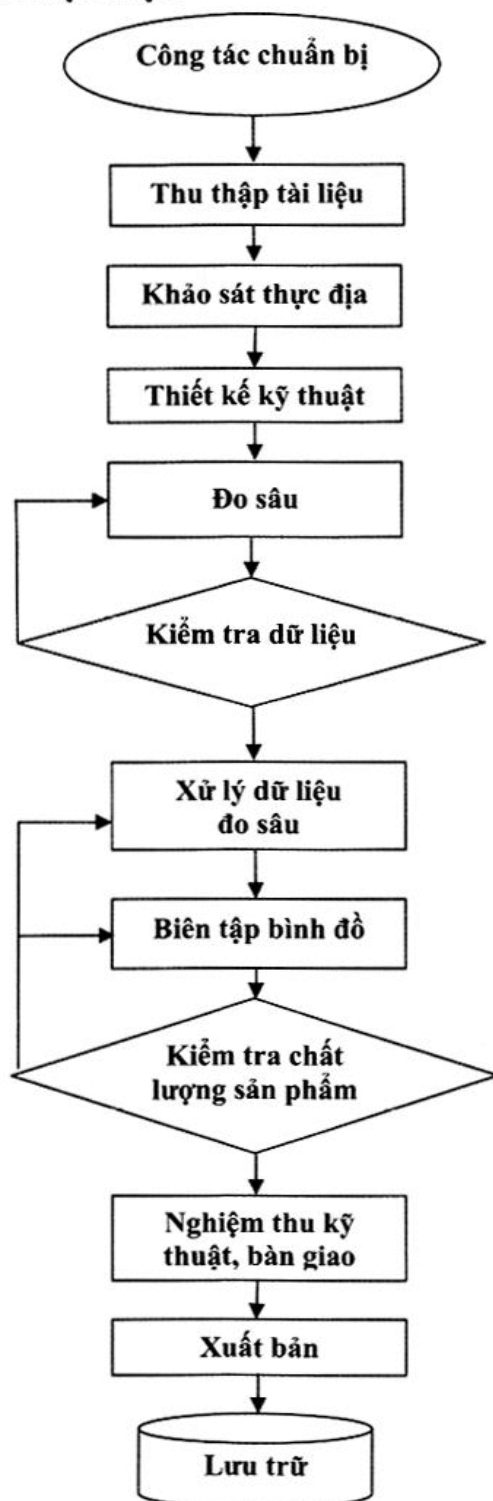 Công tác chuẩn bị
Thu thập tài liệu
Khảo sát thực địa
Thiết kế kỹ thuật
Đo sâu
Kiểm tra dữ liệu
Xử lý dữ liệu
đo sâu
Biên tập bình đồ
Kiểm tra chất
lượng sản phẩm
Nghiệm thu kỹ
thuật, bàn giao
Xuất bản
Lưu trữ